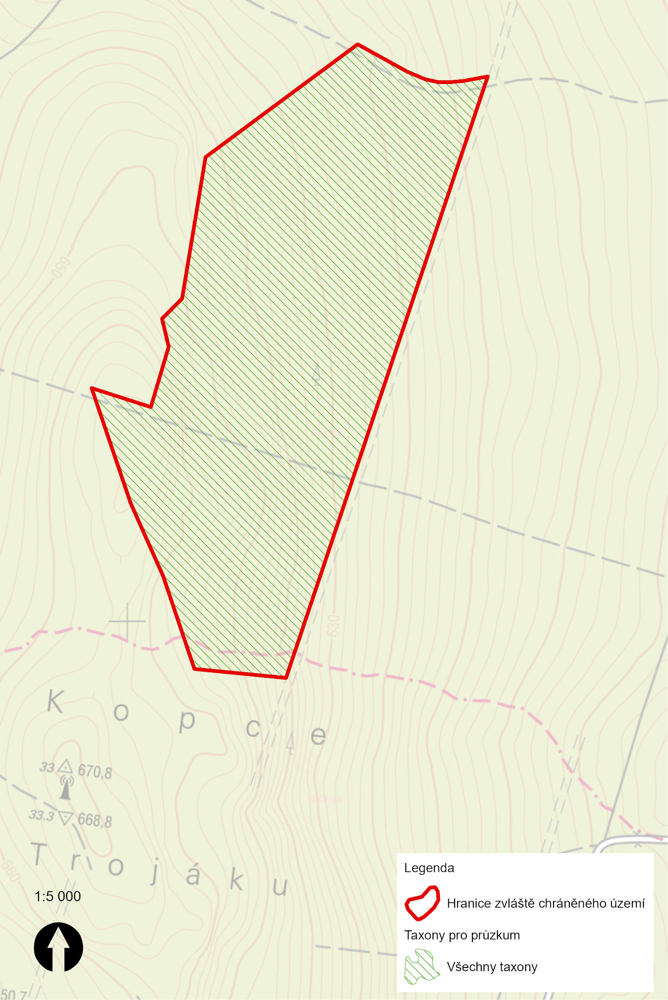 650
630
K o p c e
33 670,8
© ČÚZK
33.3 668,8
T r o j á k u
660
1:5 000
Legenda
Hranice zvláště chráněného území
Taxony pro průzkum
Všechny taxony